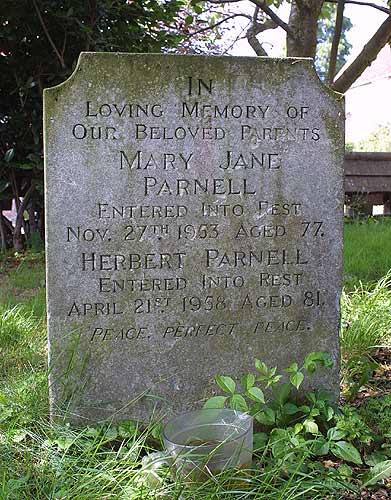 IN
LOVING MEMORY OF
OUR BELOVED PARENTS
MARY JANE
PARNELL
ENTERED INTO REST
NOV. 27TH 1953 AGED 77.
HERBERT PARNELL
ENTERED INTO REST
APRIL 21ST 1958 AGED 81.
PEACE, PERFECT PEACE.